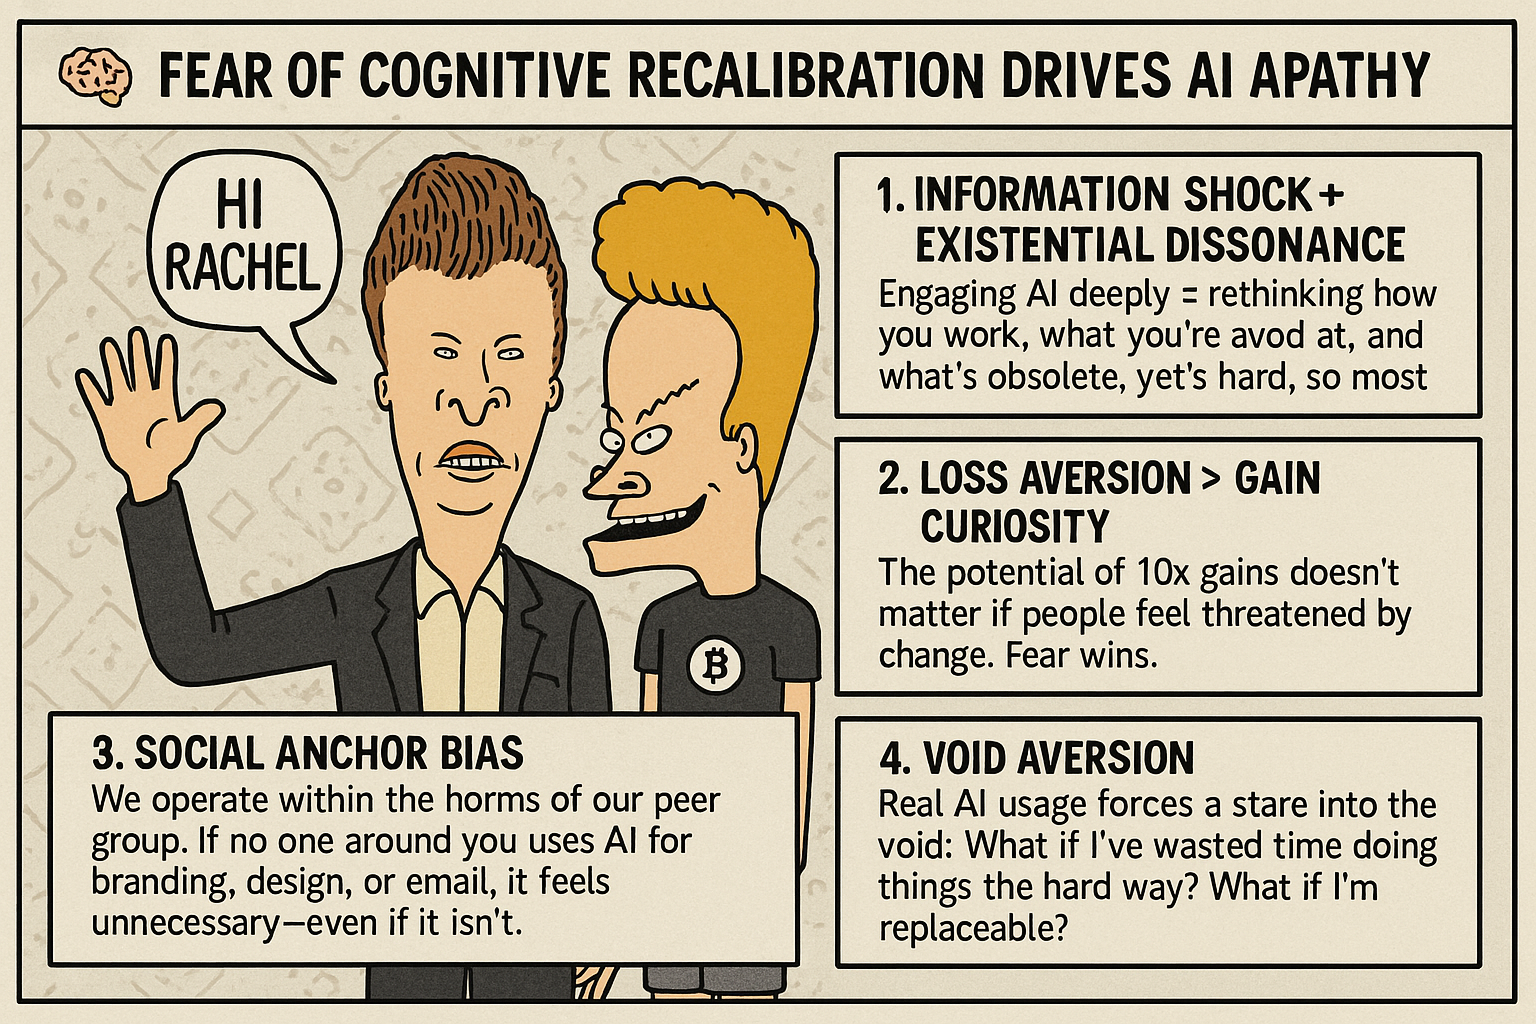 FEAR OF COGNITIVE RECALIBRATION DRIVES AI APATHY
HI
RACHEL
1. INFORMATION SHOCK +
EXISTENTIAL DISSONANCE
Engaging AI deeply = rethinking how
you work, what you're avod at, and
what's obsolete, yet's hard, so most
2. LOSS AVERSION > GAIN
CURIOSITY
The potential of 10x gains doesn't
matter if people feel threatened by
change. Fear wins.
₿
3. SOCIAL ANCHOR BIAS
We operate within the horms of our peer
group. If no one around you uses AI for
branding, design, or email, it feels
unnecessary—even if it isn't.
4. VOID AVERSION
Real AI usage forces a stare into the
void: What if I've wasted time doing
things the hard way? What if I'm
replaceable?